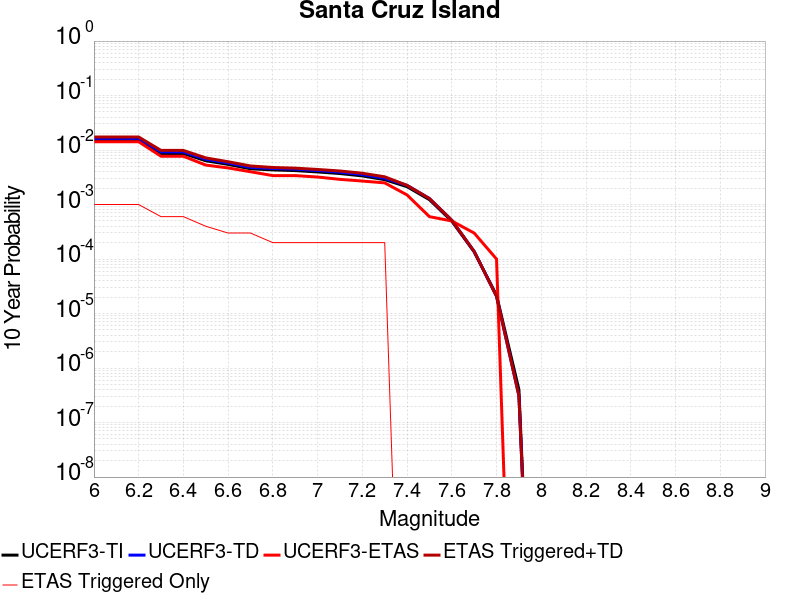 Santa Cruz Island
10^0
10^-1
10^-2
10^-3
10^-4
10^-5
10^-6
10^-7
10^-8
10 Year Probability
6 6.2 6.4 6.6 6.8 7 7.2 7.4 7.6 7.8 8 8.2 8.4 8.6 8.8 9
Magnitude
UCERF3-TI UCERF3-TD UCERF3-ETAS ETAS Triggered+TD
ETAS Triggered Only